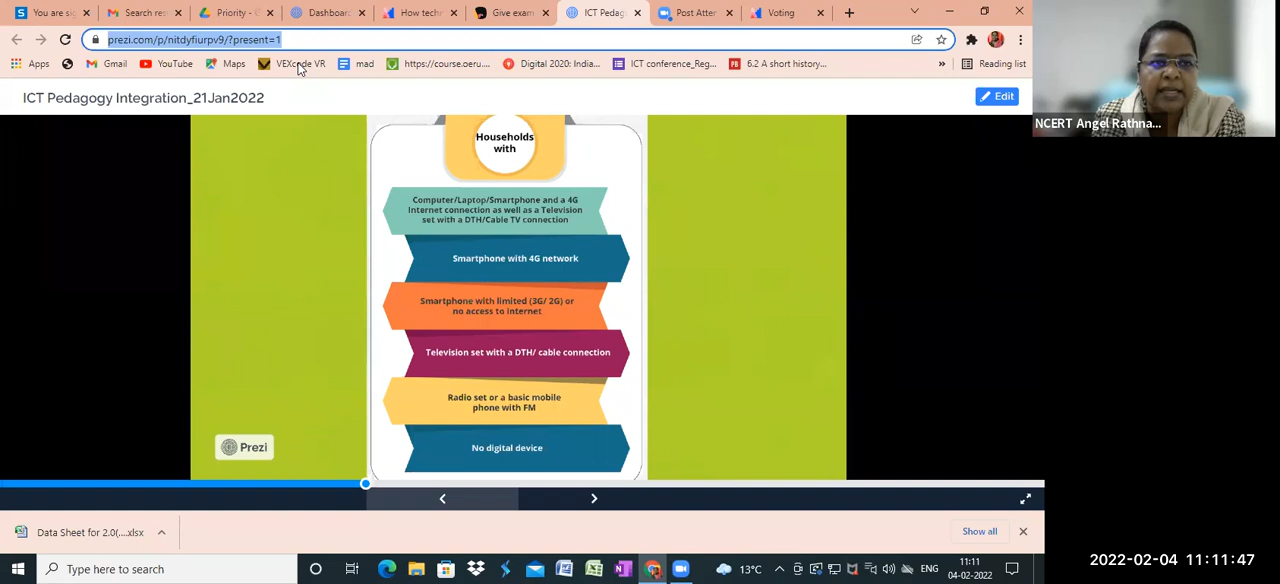 You are sig
Search res
Priority -
Dashboard
How techn
Give exam
ICT Pedag
Post Atten
Voting
prezi.com/p/nitdyfiurpv9/?present=1
Apps
Gmail
YouTube
Maps
VEXcode VR
mad
https://course.oeru....
Digital 2020: India...
ICT conference_Reg...
6.2 A short history...
»
Reading list
ICT Pedagogy Integration_21Jan2022
Edit
NCERT Angel Rathna...
Households
with
Computer/Laptop/Smartphone and a 4G
Internet connection as well as a Television
set with a DTH/Cable TV connection
Smartphone with 4G network
Smartphone with limited (3G/ 2G) or
no access to internet
Television set with a DTH/ cable connection
Radio set or a basic mobile
phone with FM
No digital device
Prezi
Data Sheet for 2.0(....xlsx
Show all
Type here to search
13°C
ENG
11:11
04-02-2022
2022-02-04 11:11:47